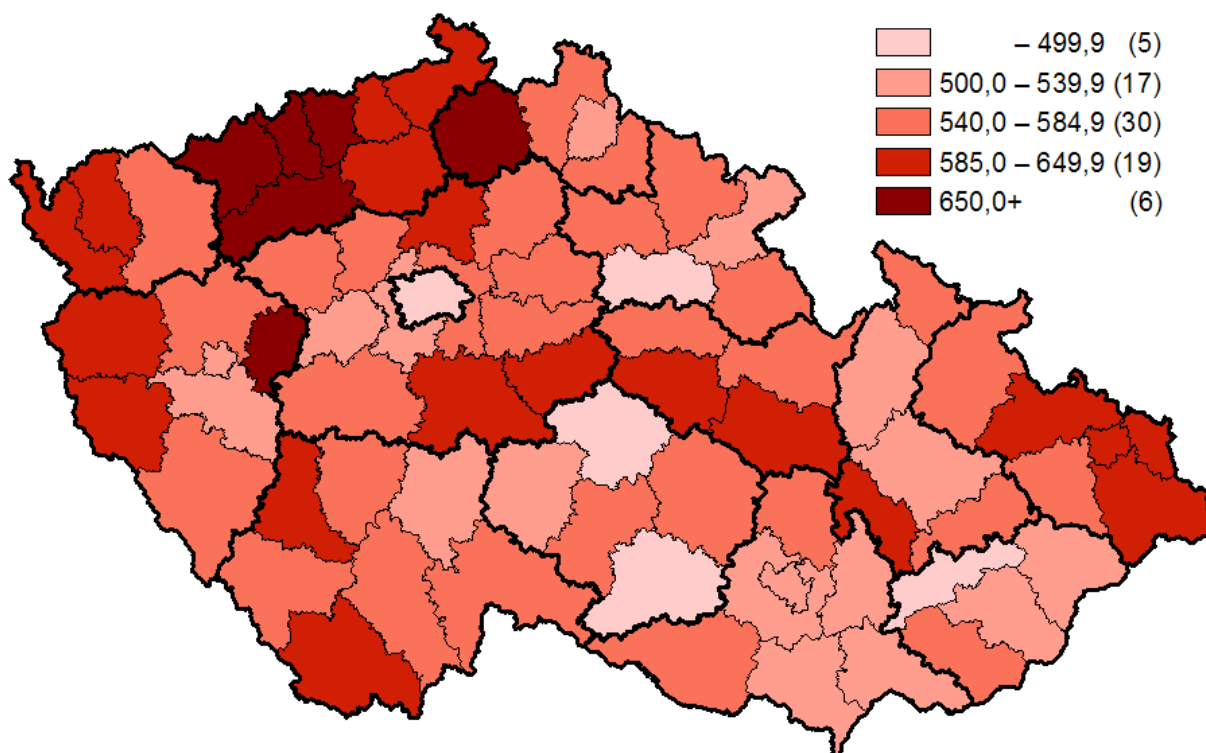 – 499,9 (5)
500,0 – 539,9 (17)
540,0 – 584,9 (30)
585,0 – 649,9 (19)
650,0+ (6)